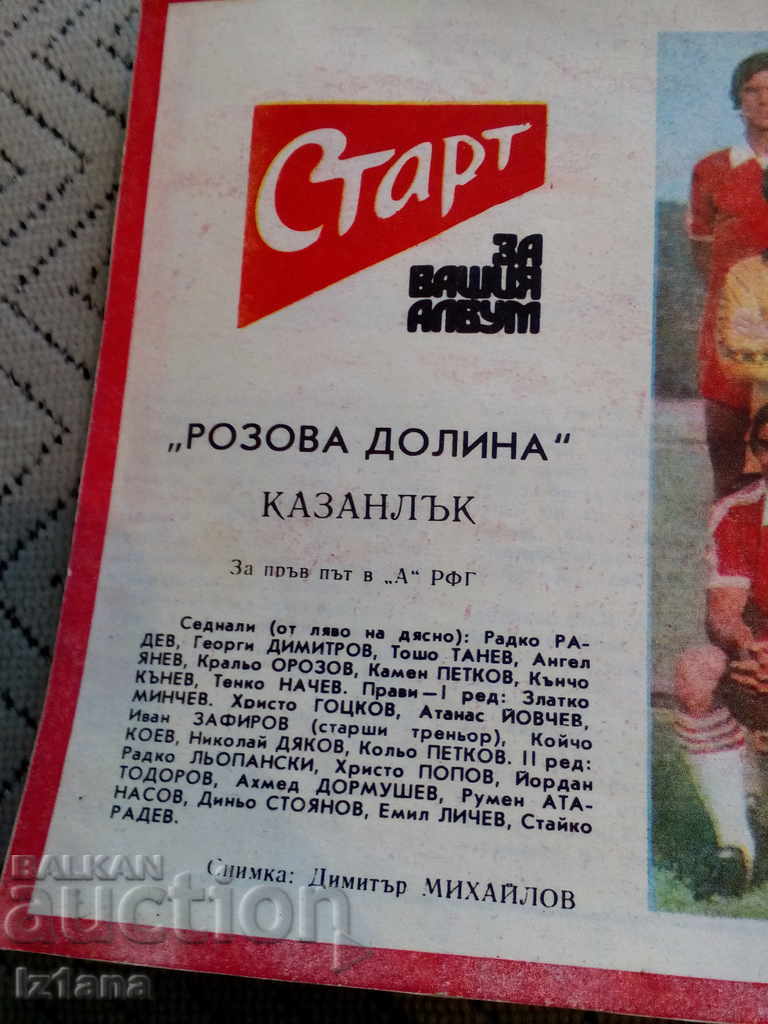 Старт
ЗА
ВАШИЯ
АЛБУМ
„РОЗОВА ДОЛИНА“
КАЗАНЛЪК
За пръв път в „А“ РФГ
Седнали (от ляво на дясно): Радко РА-
ДЕВ, Георги ДИМИТРОВ, Тошо ТАНЕВ, Ангел
ЯНЕВ, Кральо ОРОЗОВ, Камен ПЕТКОВ, Кънчо
КЪНЕВ, Тенко НАЧЕВ. Прави—I ред: Златко
МИНЧЕВ. Христо ГОЦКОВ, Атанас ЙОВЧЕВ,
Иван ЗАФИРОВ (старши треньор), Койчо
КОЕВ, Николай ДЯКОВ, Кольо ПЕТКОВ. II ред:
Радко ЛЬОПАНСКИ, Христо ПОПОВ, Йордан
ТОДОРОВ, Ахмед ДОРМУШЕВ, Румен АТА-
НАСОВ, Диньо СТОЯНОВ, Емил ЛИЧЕВ, Стайко
РАДЕВ.
Снимка: Димитър МИХАЙЛОВ
BALKAN
auction
iz1ana